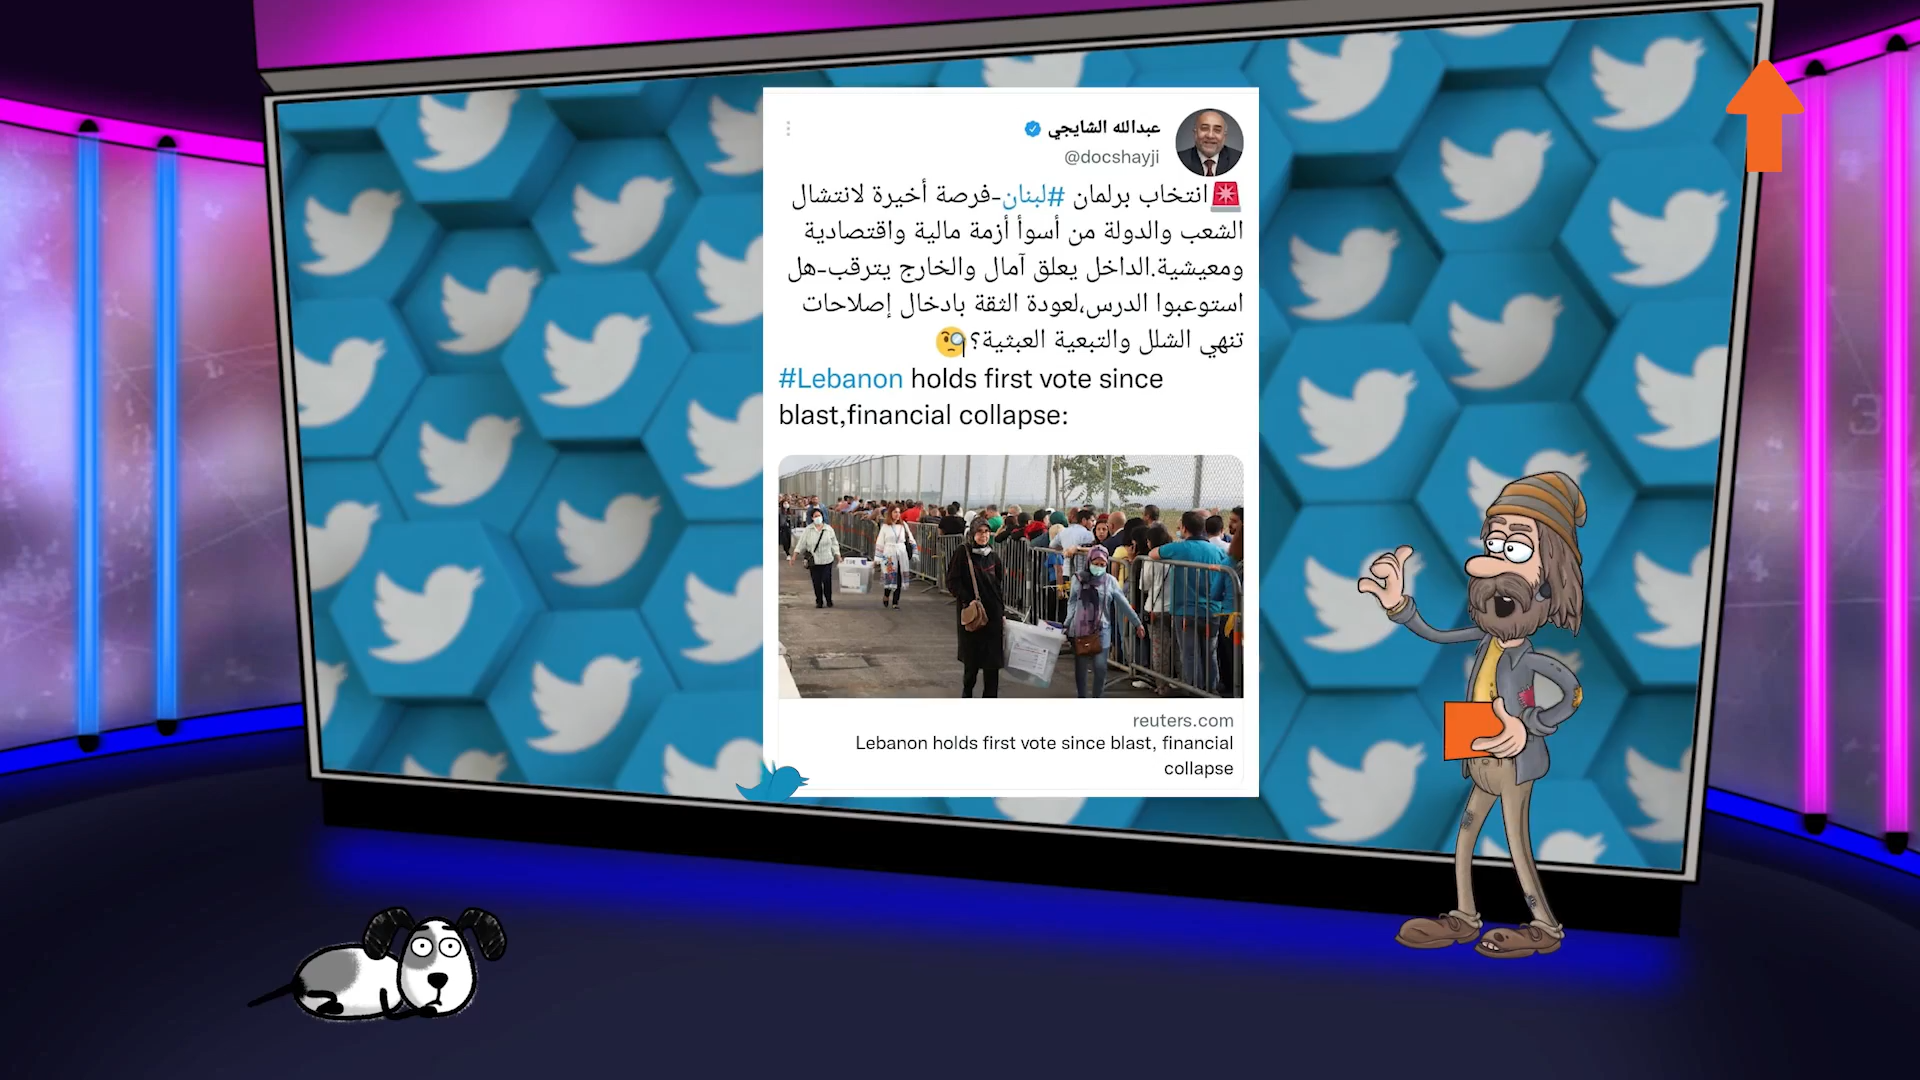 عبدالله الشايجي
@docshayji
انتخاب برلمان #لبنان-فرصة أخيرة لانتشال
الشعب والدولة من أسوأ أزمة مالية واقتصادية
ومعيشية.الداخل يعلق آمال والخارج يترقب-هل
استوعبوا الدرس،لعودة الثقة بادخال إصلاحات
تنهي الشلل والتبعية العبثية؟
#Lebanon holds first vote since
blast,financial collapse:
reuters.com
Lebanon holds first vote since blast, financial
collapse